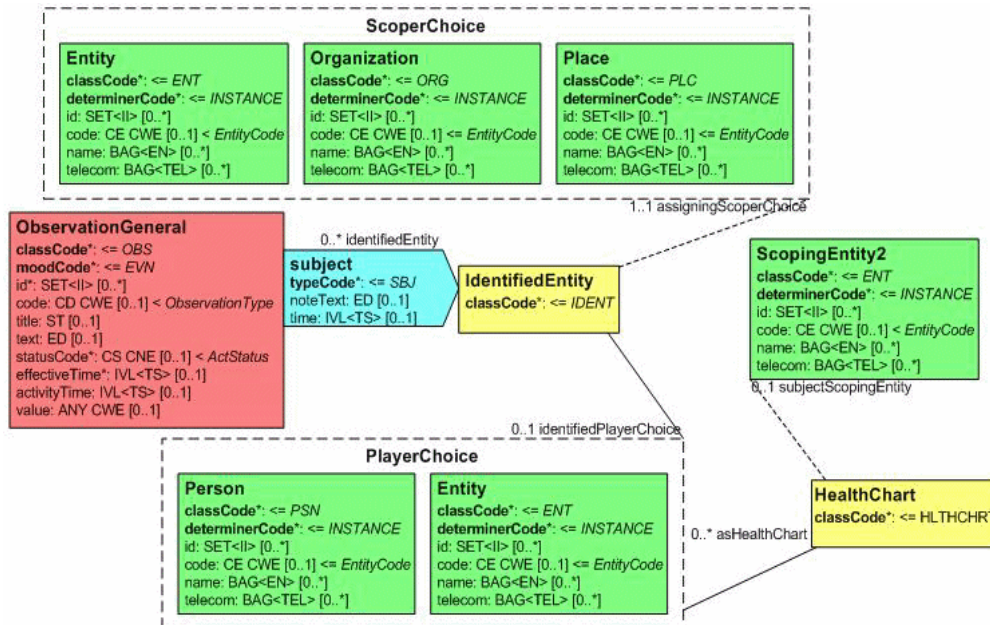 ScoperChoice
Entity
classCode*: <= ENT
determinerCode*: <= INSTANCE
id: SET<II> [0..*]
code: CE CWE [0..1] < EntityCode
name: BAG<EN> [0..*]
telecom: BAG<TEL> [0..*]
Organization
classCode*: <= ORG
determinerCode*: <= INSTANCE
id: SET<II> [0..*]
code: CE CWE [0..1] <= EntityCode
name: BAG<EN> [0..*]
telecom: BAG<TEL> [0..*]
Place
classCode*: <= PLC
determinerCode*: <= INSTANCE
id: SET<II> [0..*]
code: CE CWE [0..1] <= EntityCode
name: BAG<EN> [0..*]
telecom: BAG<TEL> [0..*]
1..1 assigningScoperChoice
ObservationGeneral
classCode*: <= OBS
moodCode*: <= EVN
id*: SET<II> [0..*]
code: CD CWE [0..1] < ObservationType
title: ST [0..1]
text: ED [0..1]
statusCode*: CS CNE [0..1] < ActStatus
effectiveTime*: IVL<TS> [0..1]
activityTime: IVL<TS> [0..1]
value: ANY CWE [0..1]
0..* identifiedEntity
subject
typeCode*: <= SBJ
noteText: ED [0..1]
time: IVL<TS> [0..1]
IdentifiedEntity
classCode*: <= IDENT
ScopingEntity2
classCode*: <= ENT
determinerCode*: <= INSTANCE
id: SET<II> [0..*]
code: CE CWE [0..1] < EntityCode
name: BAG<EN> [0..*]
telecom: BAG<TEL> [0..*]
0..1 subjectScopingEntity
0..1 identifiedPlayerChoice
PlayerChoice
Person
classCode*: <= PSN
determinerCode*: <= INSTANCE
id: SET<II> [0..*]
code: CE CWE [0..1] <= EntityCode
name: BAG<EN> [0..*]
telecom: BAG<TEL> [0..*]
Entity
classCode*: <= ENT
determinerCode*: <= INSTANCE
id: SET<II> [0..*]
code: CE CWE [0..1] <= EntityCode
name: BAG<EN> [0..*]
telecom: BAG<TEL> [0..*]
HealthChart
classCode*: <= HLTHCHRT
0..* asHealthChart